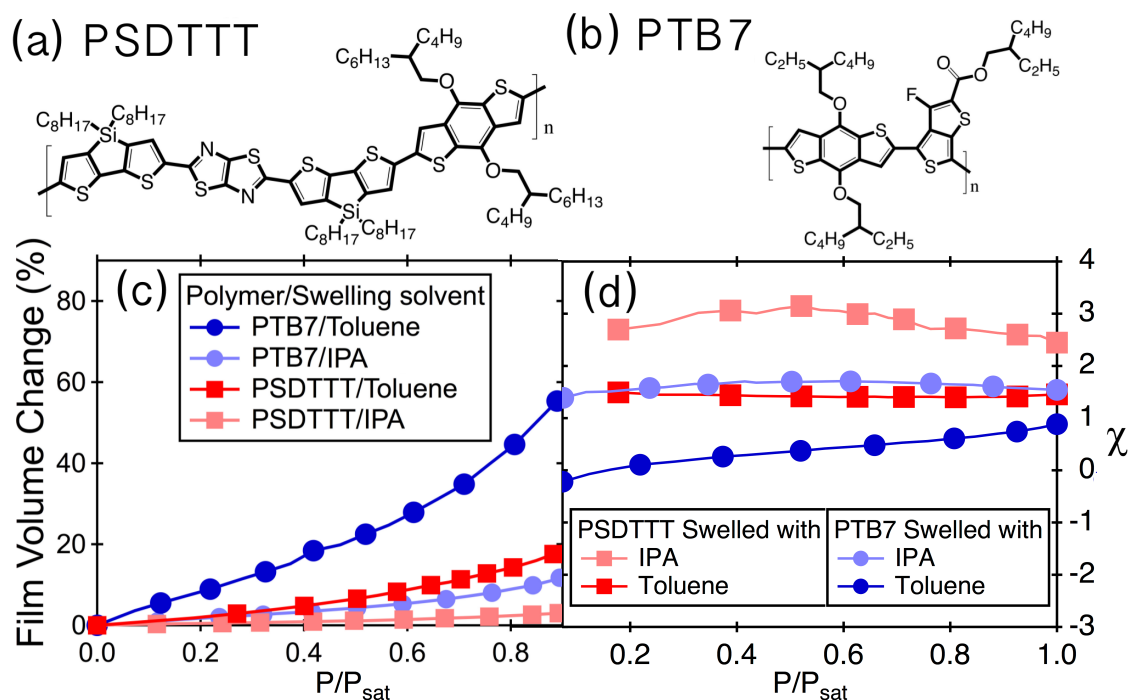 (a) PSDTTT
C4H9
C6H13
O
S
n
C8H17
C8H17
Si
N
S
S
S
S
S
S
N
S
Si
O
C8H17
C8H17
C4H9
C6H13
(b) PTB7
C2H5
C4H9
C4H9
C2H5
O
O
O
F
S
S
S
S
n
O
C4H9
C2H5
(c)
Polymer/Swelling solvent
PTB7/Toluene
PTB7/IPA
PSDTTT/Toluene
PSDTTT/IPA
Film Volume Change (%)
80
60
40
20
0
0.0
0.2
0.4
0.6
0.8
P/Psat
(d)
PSDTTT Swelled with
IPA
Toluene
PTB7 Swelled with
IPA
Toluene
4
3
2
1
0
-1
-2
-3
χ
0.2
0.4
0.6
0.8
1.0
P/Psat